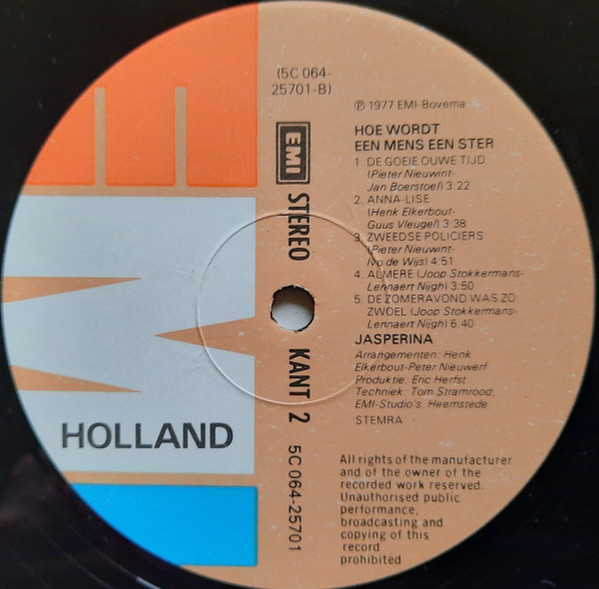 (5C 064-
25701-B)
℗ 1977 EMI-Bovema
HOE WORDT
EEN MENS EEN STER
1. DE GOEIE OUWE TIJD
(Pieter Nieuwint-
Jan Boerstoel) 3:22
2. ANNA-LISE
(Henk Elkerbout-
Guus Vleugel) 3:38
3. ZWEEDSE POLICIERS
(Pieter Nieuwint-
Ivo de Wijs) 4:51
4. ALMERE (Joop Stokkermans-
Lennaert Nijgh) 3:50
5. DE ZOMERAVOND WAS ZO
ZWOEL (Joop Stokkermans-
Lennaert Nijgh) 6:40
JASPERINA
Arrangementen: Henk
Elkerbout-Peter Nieuwerf
Produktie: Eric Herfst
Techniek: Tom Stramrood,
EMI-Studio's, Heemstede
STEMRA
All rights of the manufacturer
and of the owner of the
recorded work reserved.
Unauthorised public
performance,
broadcasting and
copying of this
record
prohibited
EMI STEREO KANT 2 5C 064-25701
HOLLAND